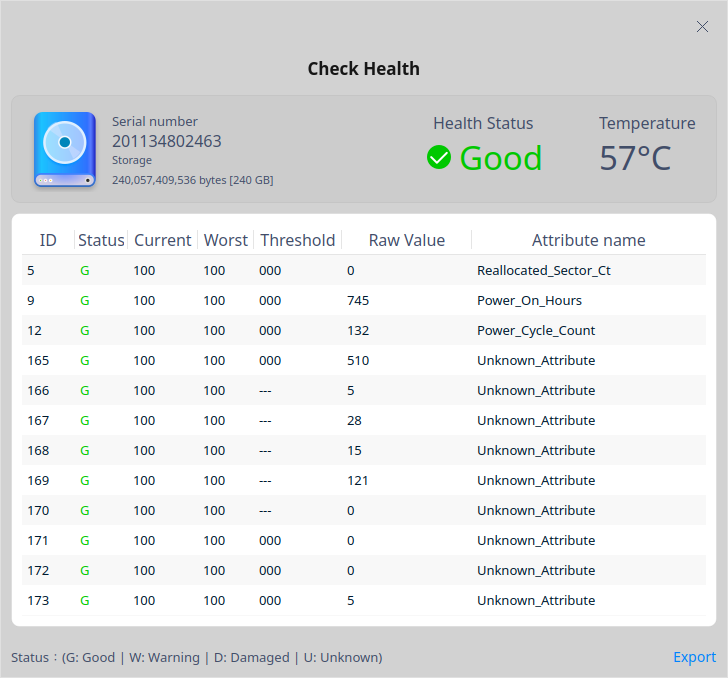 Check Health
Serial number
201134802463
Storage
240,057,409,536 bytes [240 GB]
Health Status
Good
Temperature
57°C
ID Status Current Worst Threshold Raw Value Attribute name
5 G 100 100 000 0 Reallocated_Sector_Ct
9 G 100 100 000 745 Power_On_Hours
12 G 100 100 000 132 Power_Cycle_Count
165 G 100 100 000 510 Unknown_Attribute
166 G 100 100 --- 5 Unknown_Attribute
167 G 100 100 --- 28 Unknown_Attribute
168 G 100 100 --- 15 Unknown_Attribute
169 G 100 100 --- 121 Unknown_Attribute
170 G 100 100 --- 0 Unknown_Attribute
171 G 100 100 000 0 Unknown_Attribute
172 G 100 100 000 0 Unknown_Attribute
173 G 100 100 000 5 Unknown_Attribute
Status：(G: Good | W: Warning | D: Damaged | U: Unknown)
Export